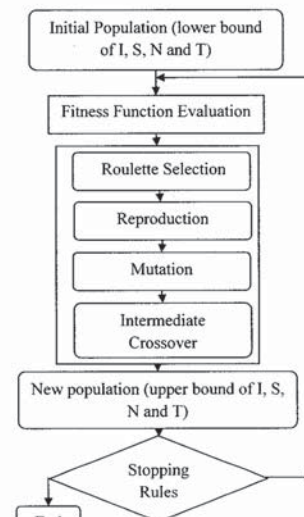 Initial Population (lower bound
of I, S, N and T)
Fitness Function Evaluation
Roulette Selection
Reproduction
Mutation
Intermediate
Crossover
New population (upper bound of I, S,
N and T)
Stopping
Rules